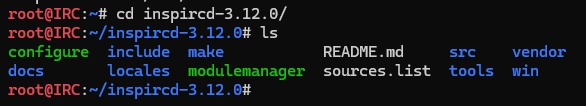 root@IRC:~# cd inspircd-3.12.0/
root@IRC:~/inspircd-3.12.0# ls
configure  include  make           README.md     src    vendor
docs       locales  modulemanager  sources.list  tools  win
root@IRC:~/inspircd-3.12.0#